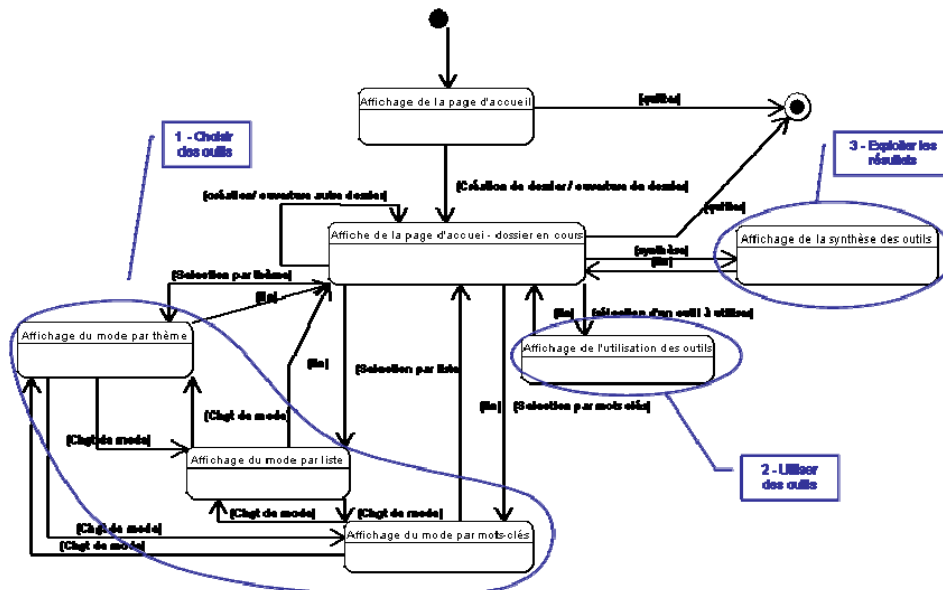 Affichage de la page d'accueil
[quitter]
1 - Choisir
des outils
3 - Exploiter les
résultats
[Création de dossier / ouverture de dossier]
[création/ ouverture autre dossier]
[quitter]
Affiche de la page d'accuei - dossier en cours
Affichage de la synthèse des outils
[synthèse]
[fin]
[Selection par thème]
[fin]
[fin]
[sélection d'un outil à utiliser]
Affichage du mode par thème
Affichage de l'utilisation des outils
[fin]
[Selection par liste]
[fin]
[Selection par mots clés]
[Chgt de mode]
[Chgt de mode]
Affichage du mode par liste
2 - Utiliser
des outils
[Chgt de mode]
[Chgt de mode]
[Chgt de mode]
[Chgt de mode]
Affichage du mode par mots-clés